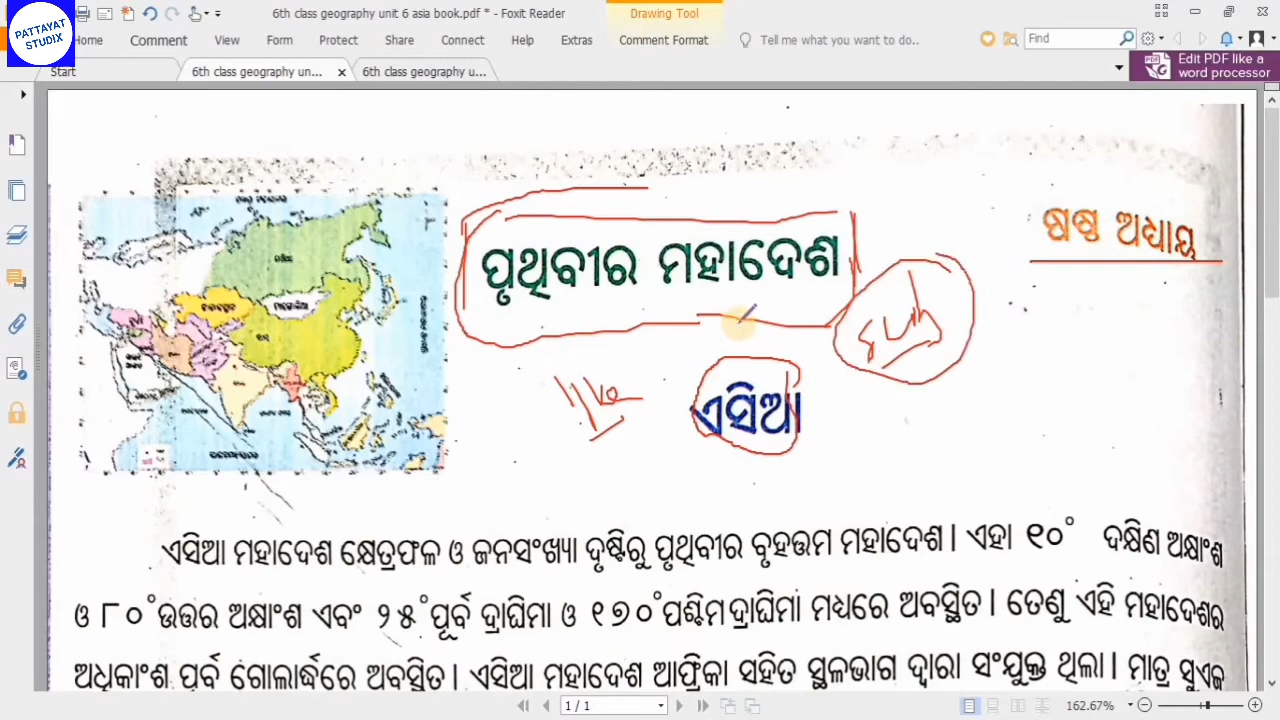 PATTAYAT
STUDIX
6th class geography unit 6 asia book.pdf * - Foxit Reader
Drawing Tool
Home Comment View Form Protect Share Connect Help Extras Comment Format Tell me what you want to do.. Find
Start 6th class geography un... 6th class geography u...
Edit PDF like a
word processor
ଷଷ୍ଠ ଅଧ୍ୟାୟ
ପୃଥିବୀର ମହାଦେଶ
ଏସିଆ
ଏସିଆ ମହାଦେଶ କ୍ଷେତ୍ରଫଳ ଓ ଜନସଂଖ୍ୟା ଦୃଷ୍ଟିରୁ ପୃଥିବୀର ବୃହତ୍ତମ ମହାଦେଶ । ଏହା ୧୦° ଦକ୍ଷିଣ ଅକ୍ଷାଂଶ
ଓ ୮୦° ଉତ୍ତର ଅକ୍ଷାଂଶ ଏବଂ ୨୫° ପୂର୍ବ ଦ୍ରାଘିମା ଓ ୧୭୦° ପଶ୍ଚିମ ଦ୍ରାଘିମା ମଧ୍ୟରେ ଅବସ୍ଥିତ । ତେଣୁ ଏହି ମହାଦେଶର
ଅଧିକାଂଶ ପୂର୍ବ ଗୋଲାର୍ଦ୍ଧରେ ଅବସ୍ଥିତ । ଏସିଆ ମହାଦେଶ ଆଫ୍ରିକା ସହିତ ସ୍ଥଳଭାଗ ଦ୍ୱାରା ସଂଯୁକ୍ତ ଥିଲା । ମାତ୍ର ସୁଏଜ
1 / 1 162.67%